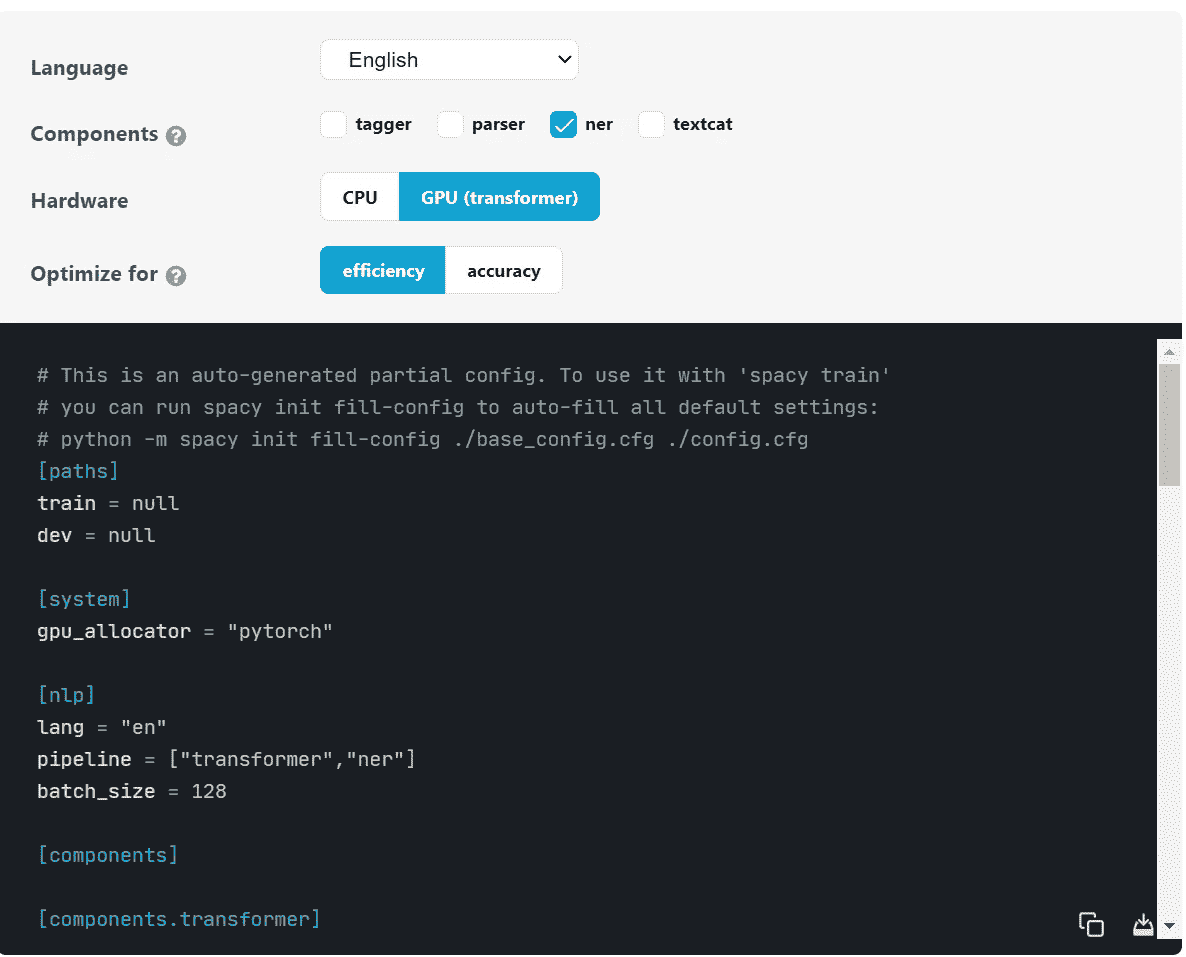 Language English
Components ? tagger parser ner textcat
Hardware CPU GPU (transformer)
Optimize for ? efficiency accuracy
# This is an auto-generated partial config. To use it with 'spacy train'
# you can run spacy init fill-config to auto-fill all default settings:
# python -m spacy init fill-config ./base_config.cfg ./config.cfg
[paths]
train = null
dev = null
[system]
gpu_allocator = "pytorch"
[nlp]
lang = "en"
pipeline = ["transformer","ner"]
batch_size = 128
[components]
[components.transformer]